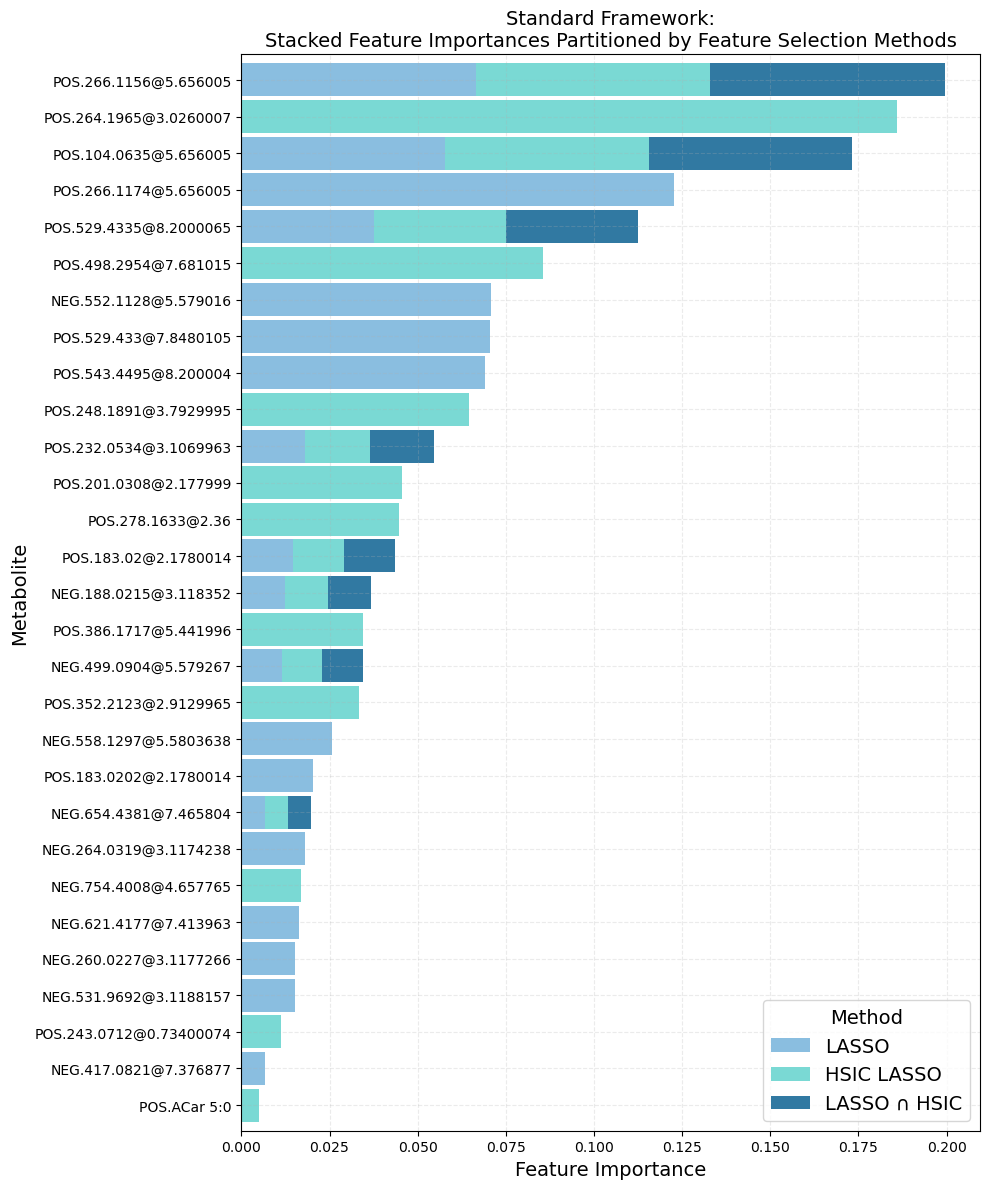 Standard Framework:
Stacked Feature Importances Partitioned by Feature Selection Methods
POS.266.1156@5.656005
POS.264.1965@3.0260007
POS.104.0635@5.656005
POS.266.1174@5.656005
POS.529.4335@8.2000065
POS.498.2954@7.681015
NEG.552.1128@5.579016
POS.529.433@7.8480105
POS.543.4495@8.200004
POS.248.1891@3.7929995
POS.232.0534@3.1069963
POS.201.0308@2.177999
POS.278.1633@2.36
POS.183.02@2.1780014
NEG.188.0215@3.118352
POS.386.1717@5.441996
NEG.499.0904@5.579267
POS.352.2123@2.9129965
NEG.558.1297@5.5803638
POS.183.0202@2.1780014
NEG.654.4381@7.465804
NEG.264.0319@3.1174238
NEG.754.4008@4.657765
NEG.621.4177@7.413963
NEG.260.0227@3.1177266
NEG.531.9692@3.1188157
POS.243.0712@0.73400074
NEG.417.0821@7.376877
POS.ACar 5:0
Metabolite
0.000 0.025 0.050 0.075 0.100 0.125 0.150 0.175 0.200
Feature Importance
Method
LASSO
HSIC LASSO
LASSO ∩ HSIC